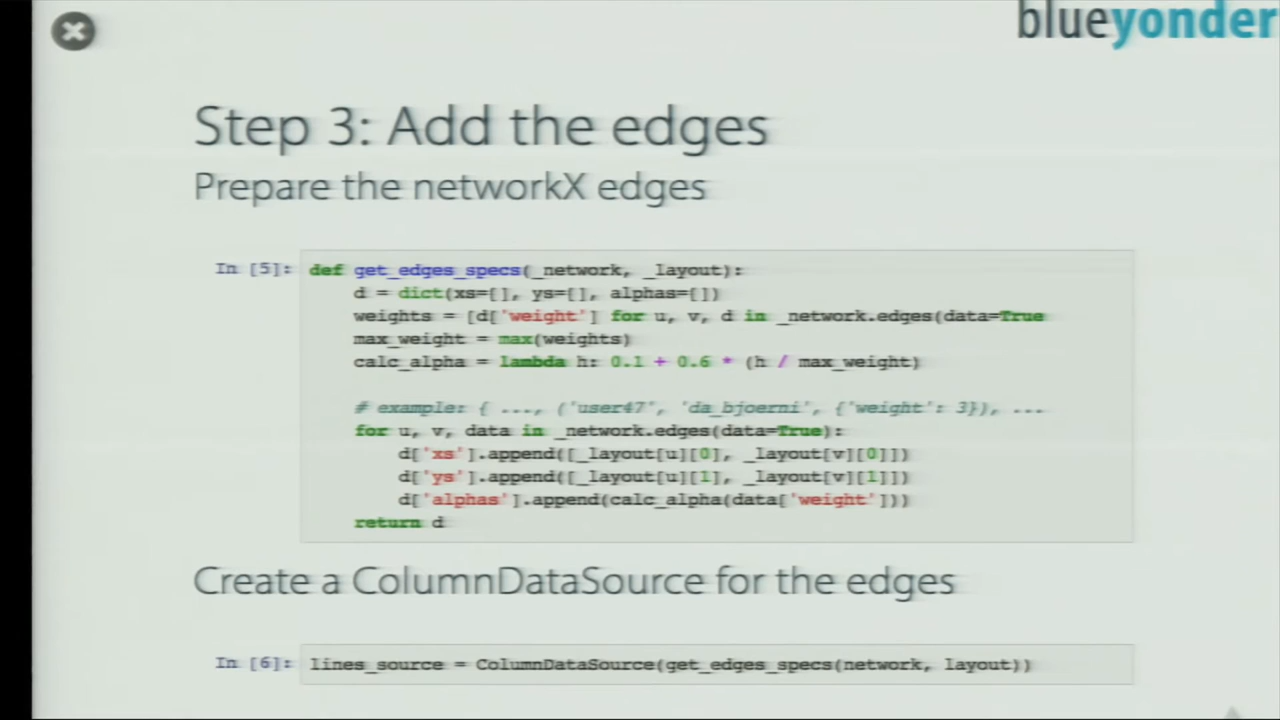 blueyonder
Step 3: Add the edges
Prepare the networkX edges
In [5]: def get_edges_specs(_network, _layout):
d = dict(xs=[], ys=[], alphas=[])
weights = [d['weight'] for u, v, d in _network.edges(data=True
max_weight = max(weights)
calc_alpha = lambda h: 0.1 + 0.6 * (h / max_weight)
# example: { ..., ('user47', 'da_bjoerni', {'weight': 3}), ...
for u, v, data in _network.edges(data=True):
d['xs'].append([_layout[u][0], _layout[v][0]])
d['ys'].append([_layout[u][1], _layout[v][1]])
d['alphas'].append(calc_alpha(data['weight']))
return d
Create a ColumnDataSource for the edges
In [6]: lines_source = ColumnDataSource(get_edges_specs(network, layout))